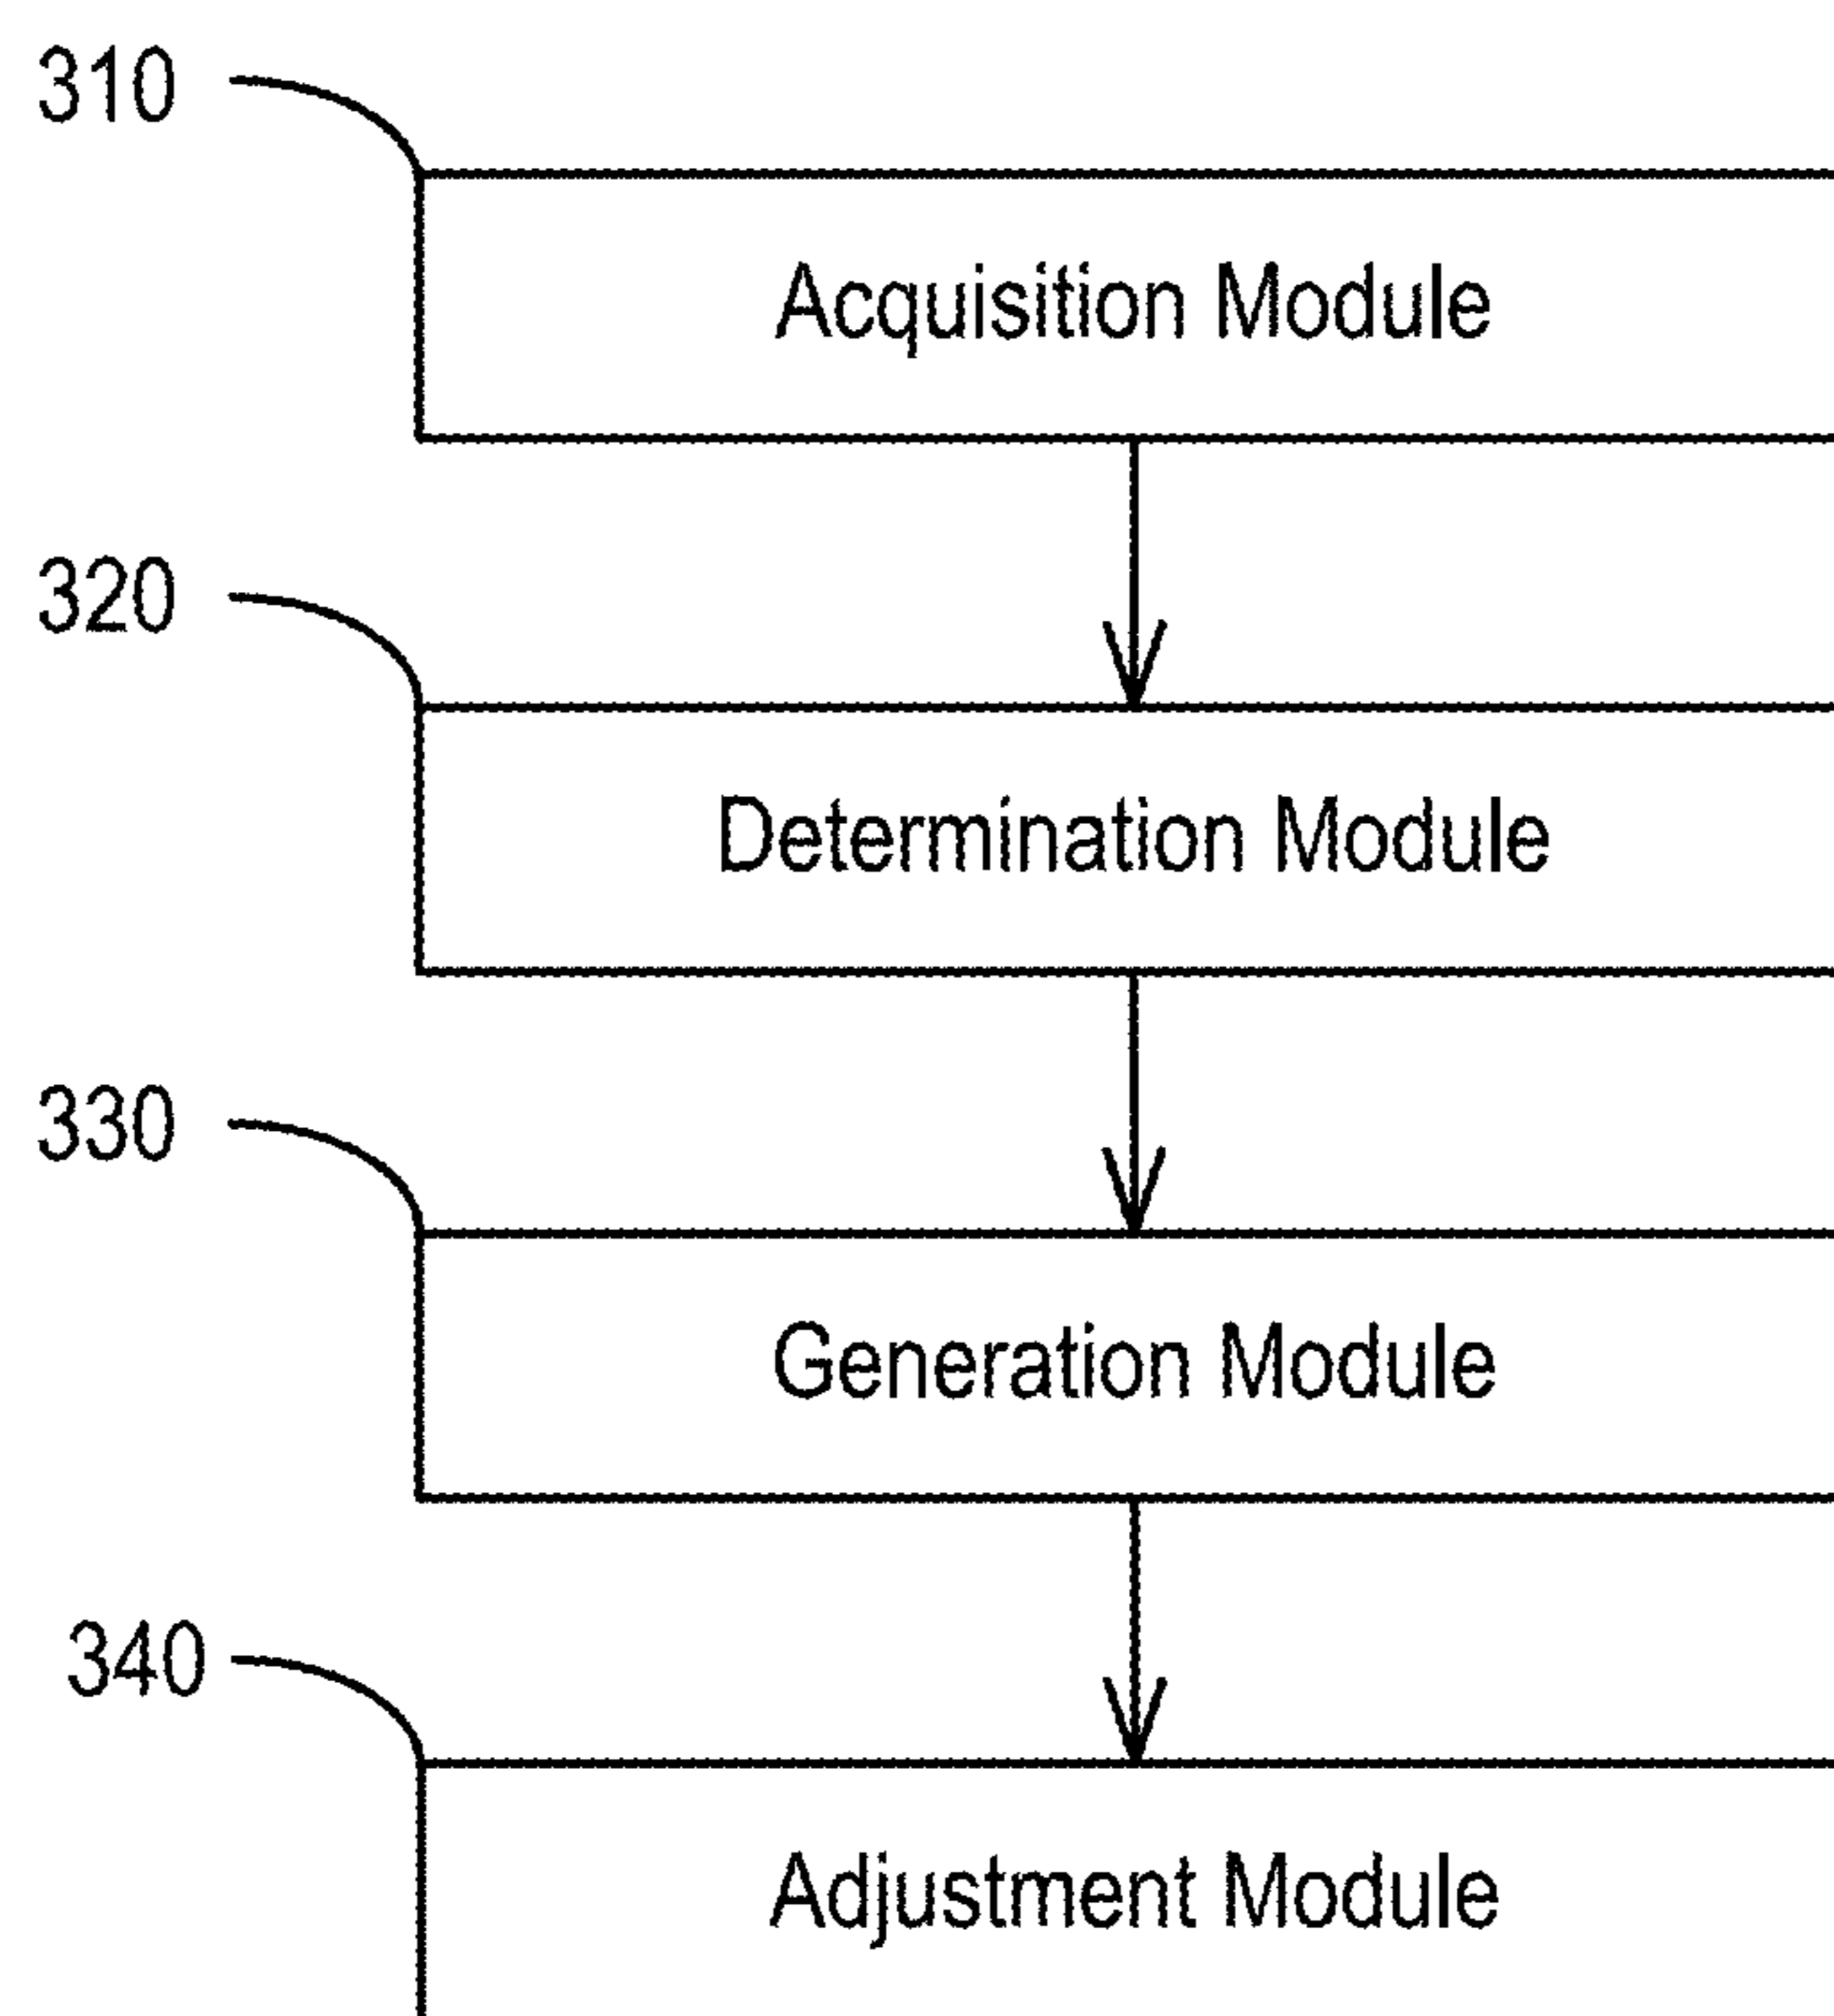 310
Acquisition Module
320
Determination Module
330
Generation Module
340
Adjustment Module